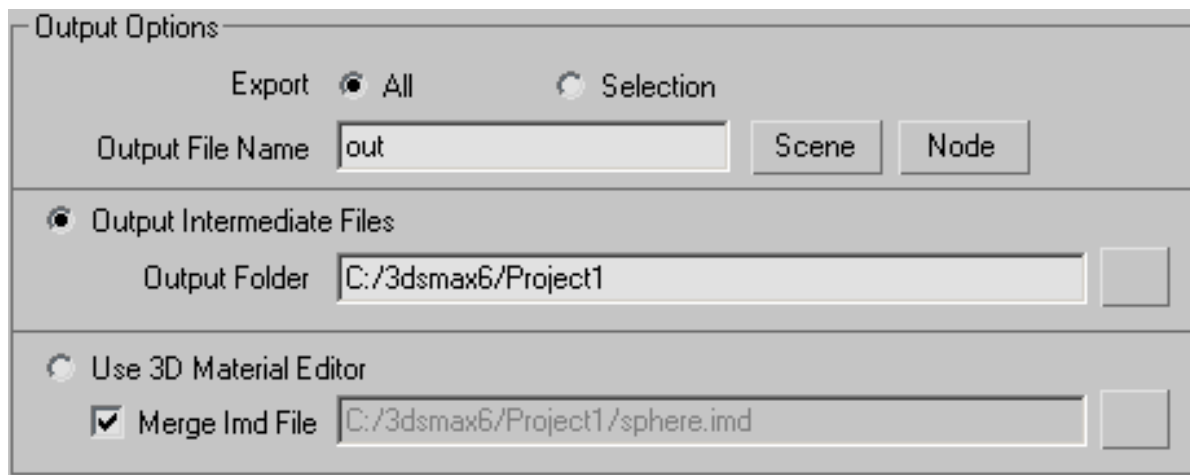 Output Options
Export All Selection
Output File Name out Scene Node
Output Intermediate Files
Output Folder C:/3dsmax6/Project1
Use 3D Material Editor
Merge Imd File C:/3dsmax6/Project1/sphere.imd